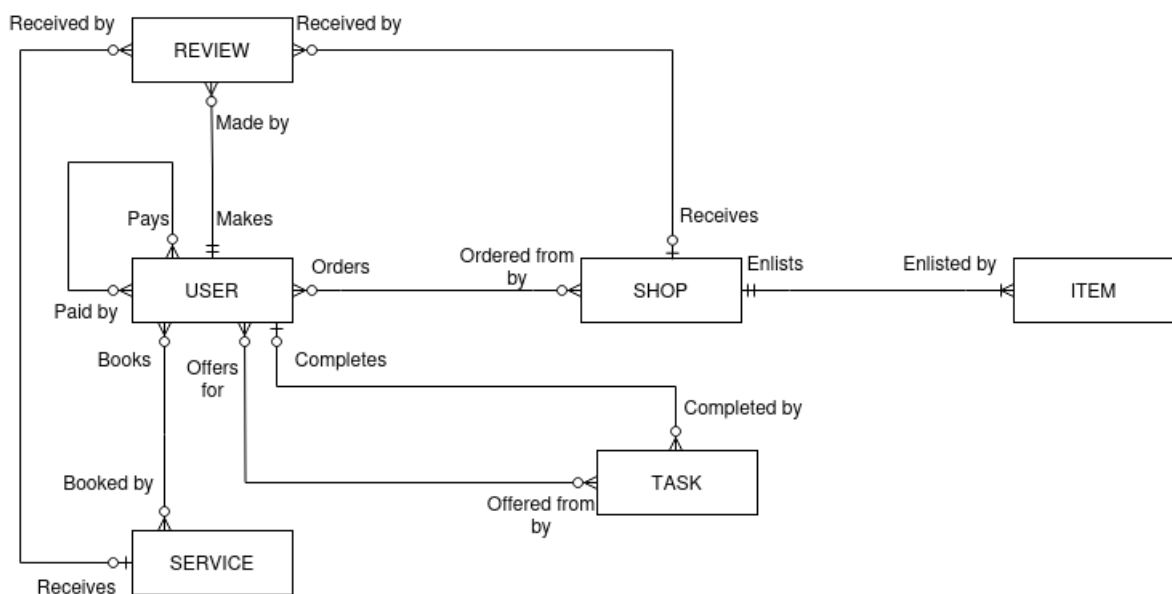 Received by
REVIEW
Received by
Made by
Pays
Makes
Receives
Orders
Ordered from
by
Enlists
Enlisted by
USER
SHOP
ITEM
Paid by
Books
Offers
for
Completes
Completed by
Booked by
TASK
Offered from
by
SERVICE
Receives